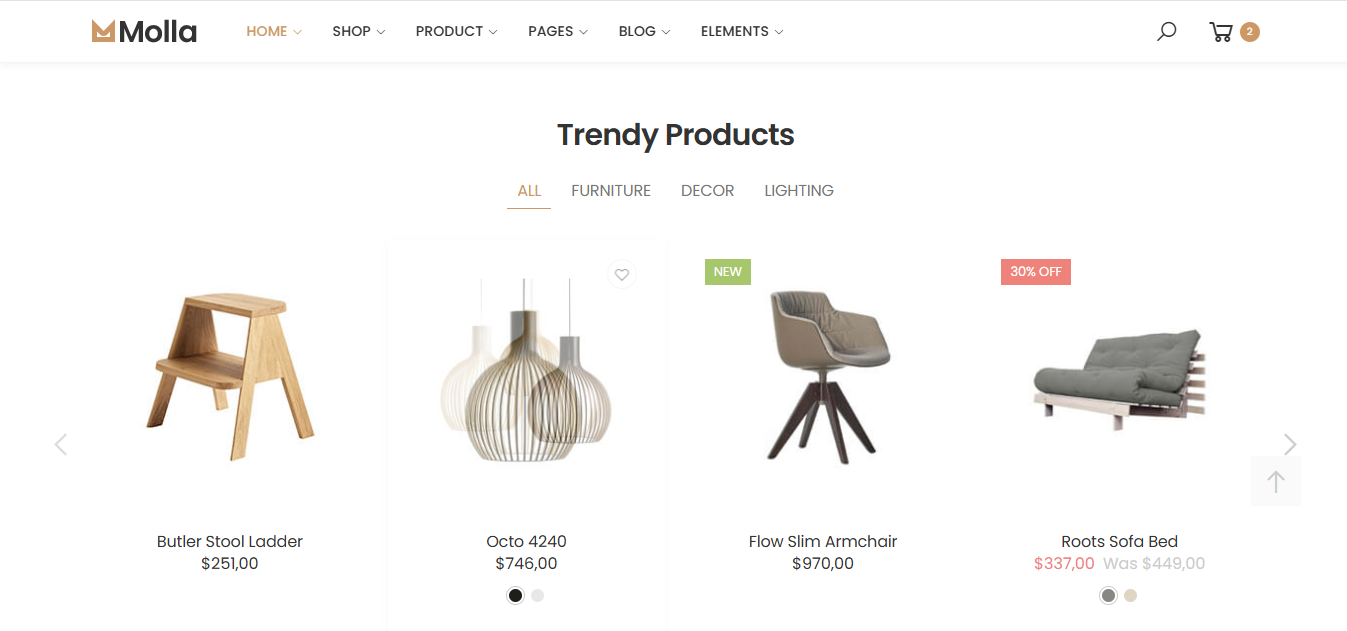 Molla
HOME SHOP PRODUCT PAGES BLOG ELEMENTS
2
Trendy Products
ALL FURNITURE DECOR LIGHTING
NEW
30% OFF
Butler Stool Ladder
$251,00
Octo 4240
$746,00
Flow Slim Armchair
$970,00
Roots Sofa Bed
$337,00 Was $449,00